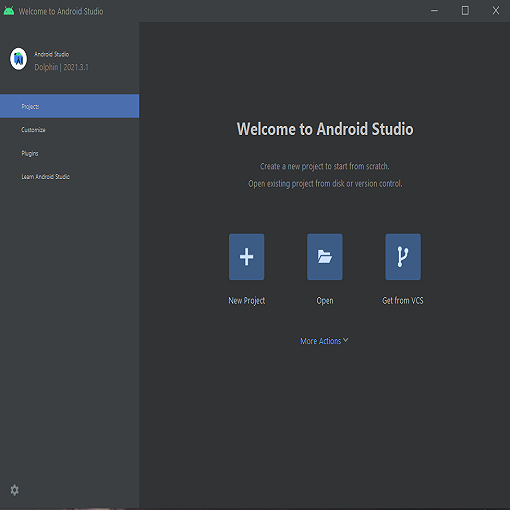 Welcome to Android Studio
Android Studio
Dolphin | 2021.3.1
Projects
Customize
Plugins
Learn Android Studio
Welcome to Android Studio
Create a new project to start from scratch.
Open existing project from disk or version control.
New Project
Open
Get from VCS
More Actions